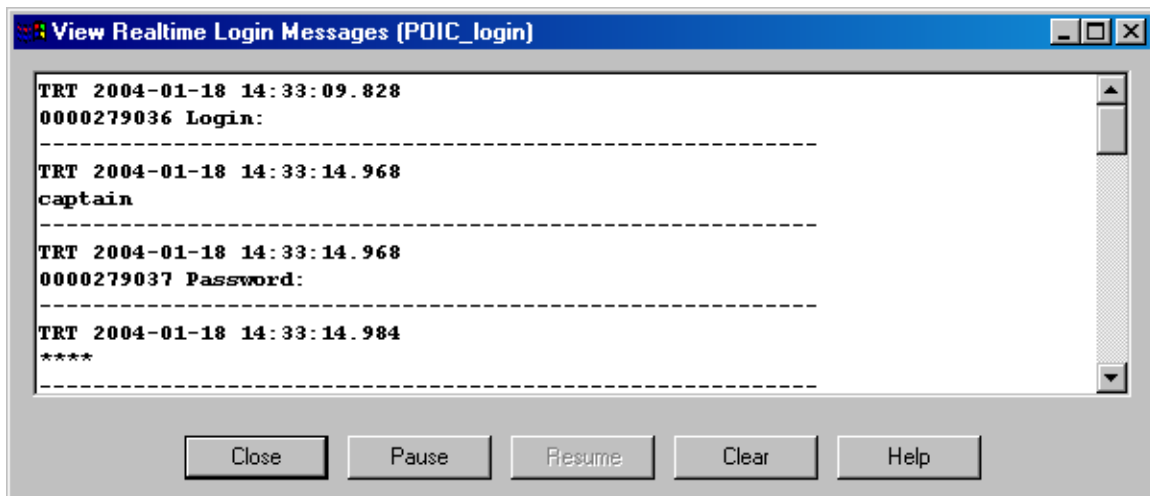 View Realtime Login Messages (POIC_login)
TRT 2004-01-18 14:33:09.828
0000279036 Login:
----------------------------------------------------------
TRT 2004-01-18 14:33:14.968
captain
----------------------------------------------------------
TRT 2004-01-18 14:33:14.968
0000279037 Password:
----------------------------------------------------------
TRT 2004-01-18 14:33:14.984
****
----------------------------------------------------------
Close Pause Resume Clear Help